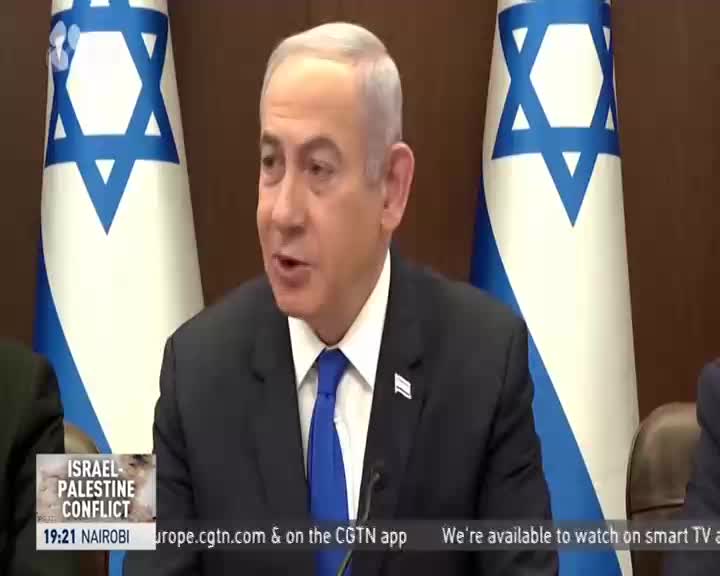 ISRAEL-
PALESTINE
CONFLICT
19:21 NAIROBI
urope.cgtn.com & on the CGTN app We're available to watch on smart TV a